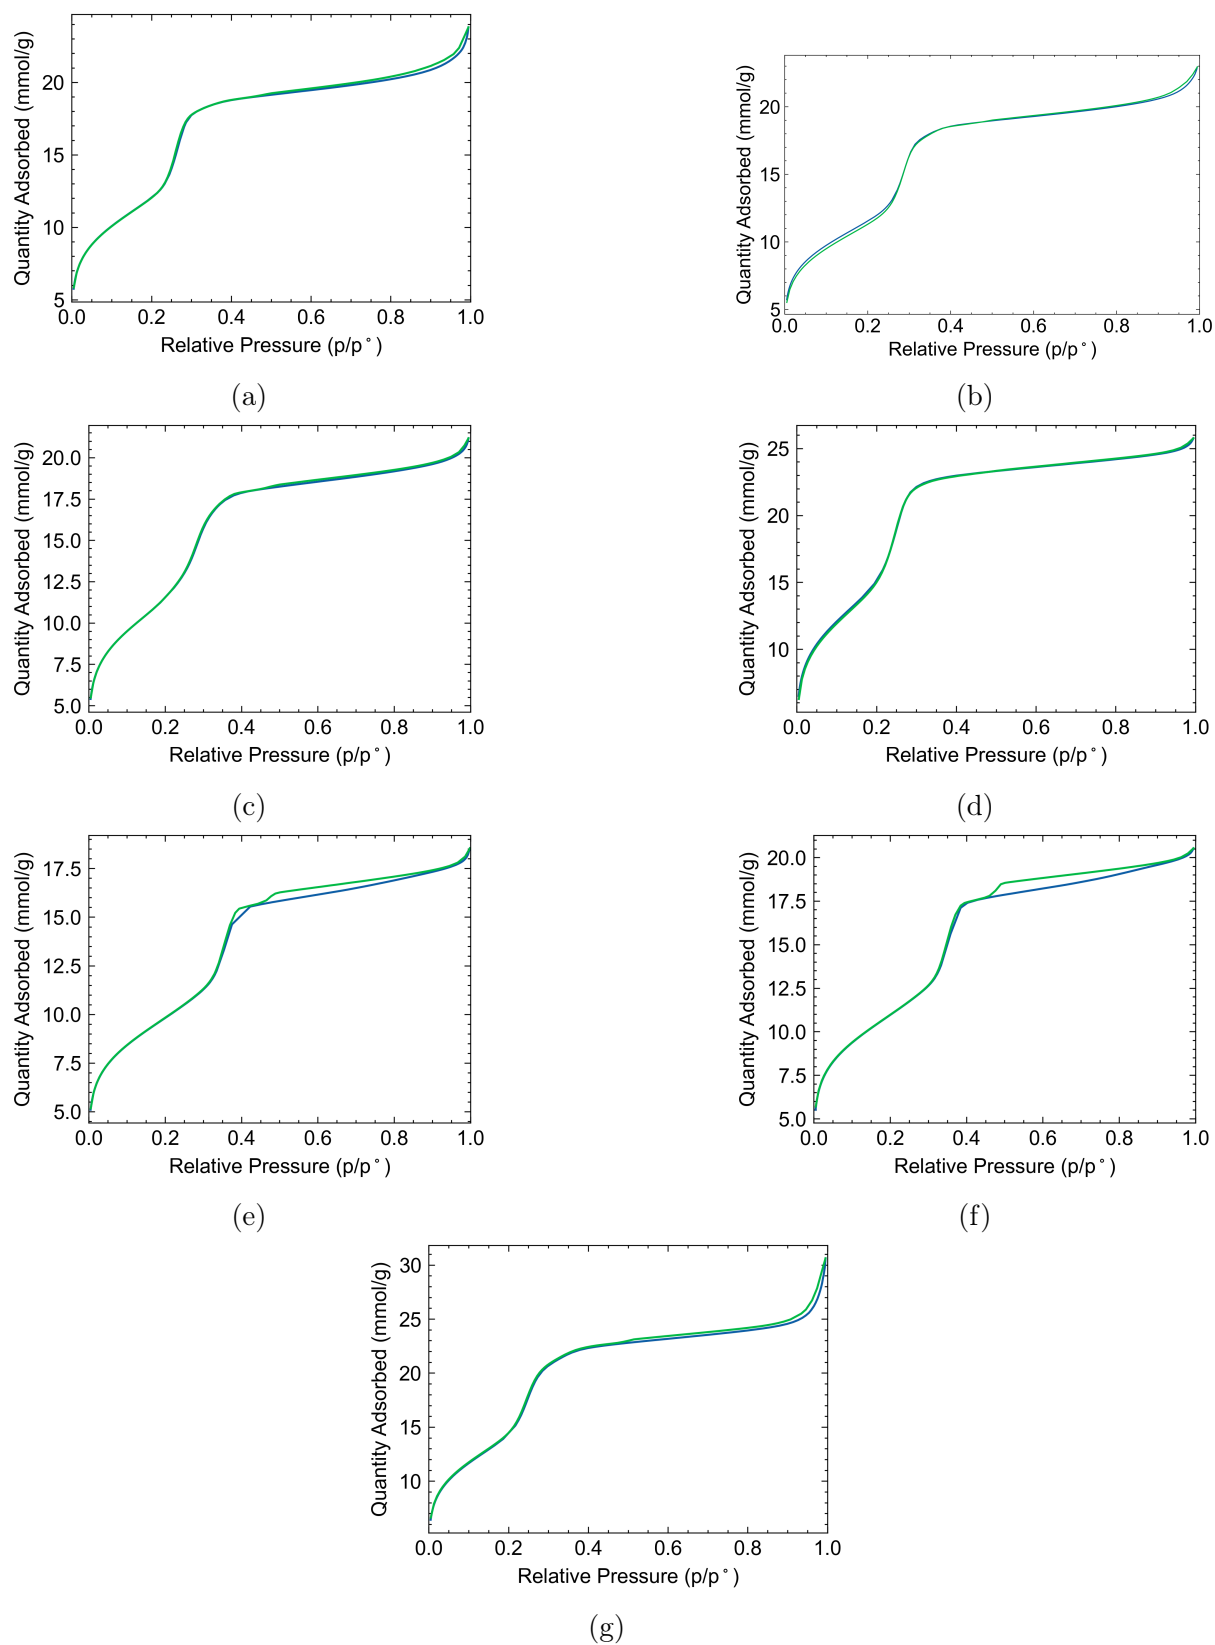 Quantity Adsorbed (mmol/g)
20
15
10
5
0.0 0.2 0.4 0.6 0.8 1.0
Relative Pressure (p/p°)
(a)
Quantity Adsorbed (mmol/g)
20
15
10
5
0.0 0.2 0.4 0.6 0.8 1.0
Relative Pressure (p/p°)
(b)
Quantity Adsorbed (mmol/g)
20.0
17.5
15.0
12.5
10.0
7.5
5.0
0.0 0.2 0.4 0.6 0.8 1.0
Relative Pressure (p/p°)
(c)
Quantity Adsorbed (mmol/g)
25
20
15
10
0.0 0.2 0.4 0.6 0.8 1.0
Relative Pressure (p/p°)
(d)
Quantity Adsorbed (mmol/g)
17.5
15.0
12.5
10.0
7.5
5.0
0.0 0.2 0.4 0.6 0.8 1.0
Relative Pressure (p/p°)
(e)
Quantity Adsorbed (mmol/g)
20.0
17.5
15.0
12.5
10.0
7.5
5.0
0.0 0.2 0.4 0.6 0.8 1.0
Relative Pressure (p/p°)
(f)
Quantity Adsorbed (mmol/g)
30
25
20
15
10
0.0 0.2 0.4 0.6 0.8 1.0
Relative Pressure (p/p°)
(g)